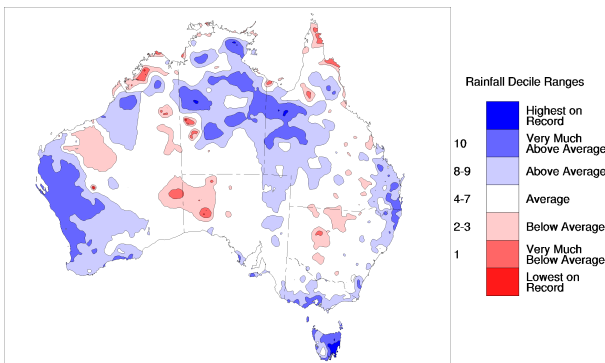 Rainfall Decile Ranges
Highest on
Record
10
Very Much
Above Average
8-9
Above Average
4-7
Average
2-3
Below Average
1
Very Much
Below Average
Lowest on
Record